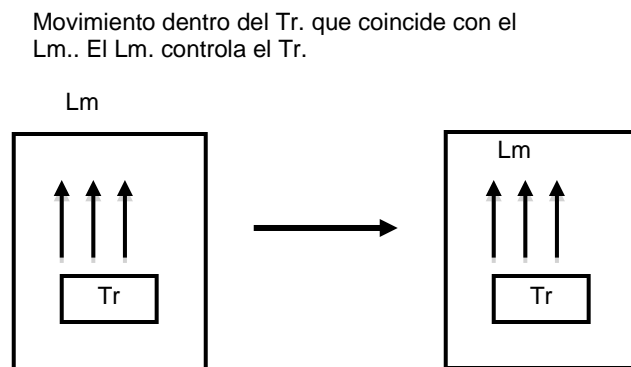 Movimiento dentro del Tr. que coincide con el
Lm.. El Lm. controla el Tr.
Lm
Lm
Tr
Tr